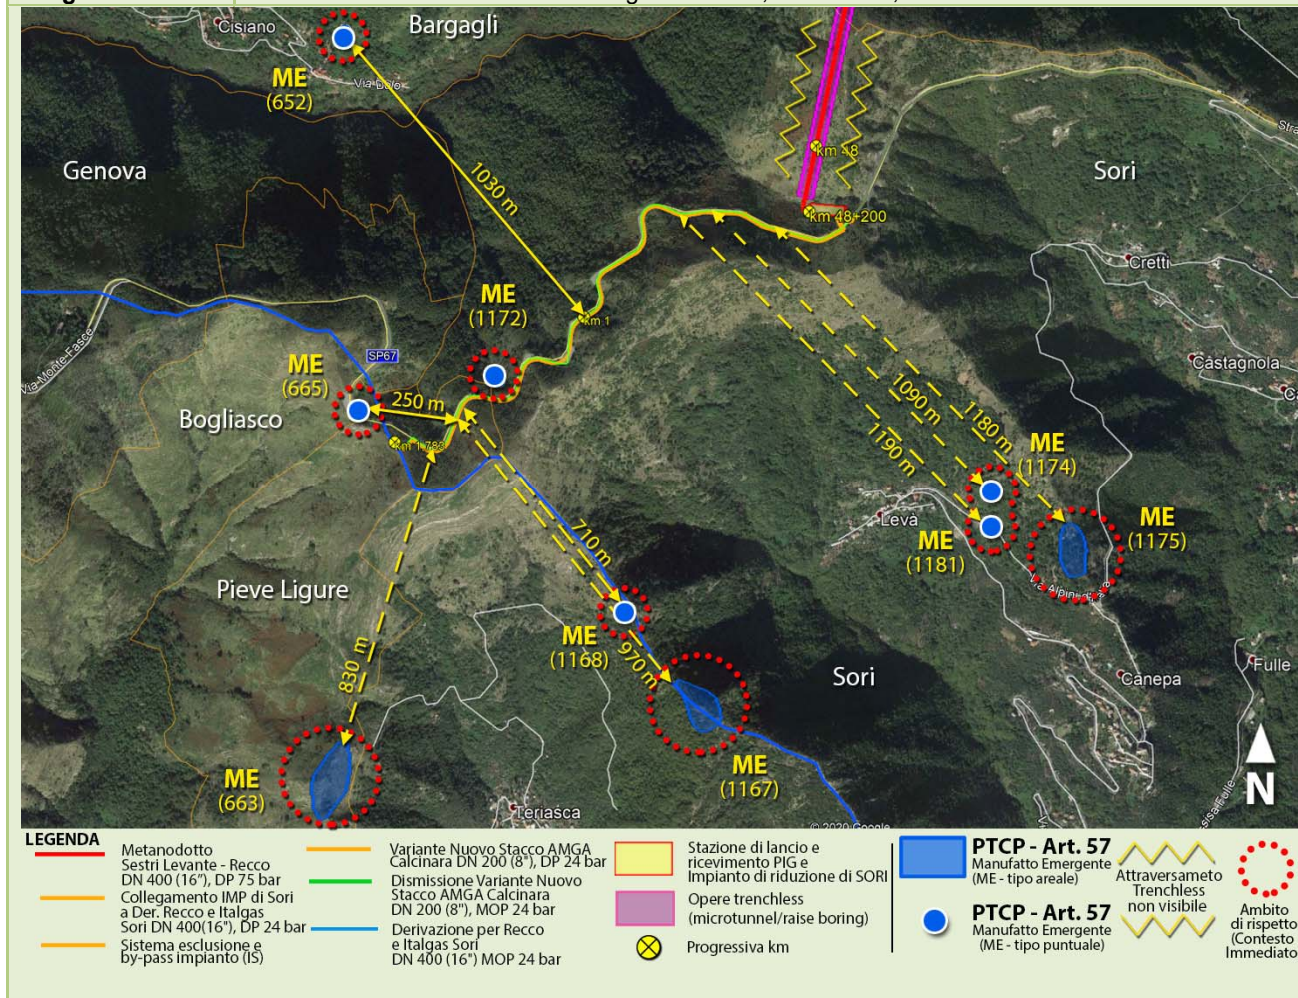 Cisiano
Bargagli
ME
(652)
Via Dolo
Genova
1030 m
km 48
Sori
km 48+200
Cretti
ME
(1172)
km 1
Via-Monte-Fasce
SP67
Castagnola
ME
(665)
250 m
Bogliasco
km 1.783
1090 m
1180 m
1190 m
ME
(1174)
Levà
ME
(1181)
ME
(1175)
710 m
Pieve Ligure
ME
(1168)
970 m
Sori
Canepa
Fulle
830 m
ME
(663)
ME
(1167)
N
Teriasca
© 2020 Google
LEGENDA
Metanodotto
Sestri Levante - Recco
DN 400 (16"), DP 75 bar
Collegamento IMP di Sori
a Der. Recco e Italgas
Sori DN 400(16"), DP 24 bar
Sistema esclusione e
by-pass impianto (IS)
Variante Nuovo Stacco AMGA
Calcinara DN 200 (8"), DP 24 bar
Dismissione Variante Nuovo
Stacco AMGA Calcinara
DN 200 (8"), MOP 24 bar
Derivazione per Recco
e Italgas Sori
DN 400 (16") MOP 24 bar
Stazione di lancio e
ricevimento PIG e
Impianto di riduzione di SORI
Opere trenchless
(microtunnel/raise boring)
Progressiva km
PTCP - Art. 57
Manufatto Emergente
(ME - tipo areale)
PTCP - Art. 57
Manufatto Emergente
(ME - tipo puntuale)
Attraversameto
Trenchless
non visibile
Ambito
di rispetto
(Contesto
Immediato